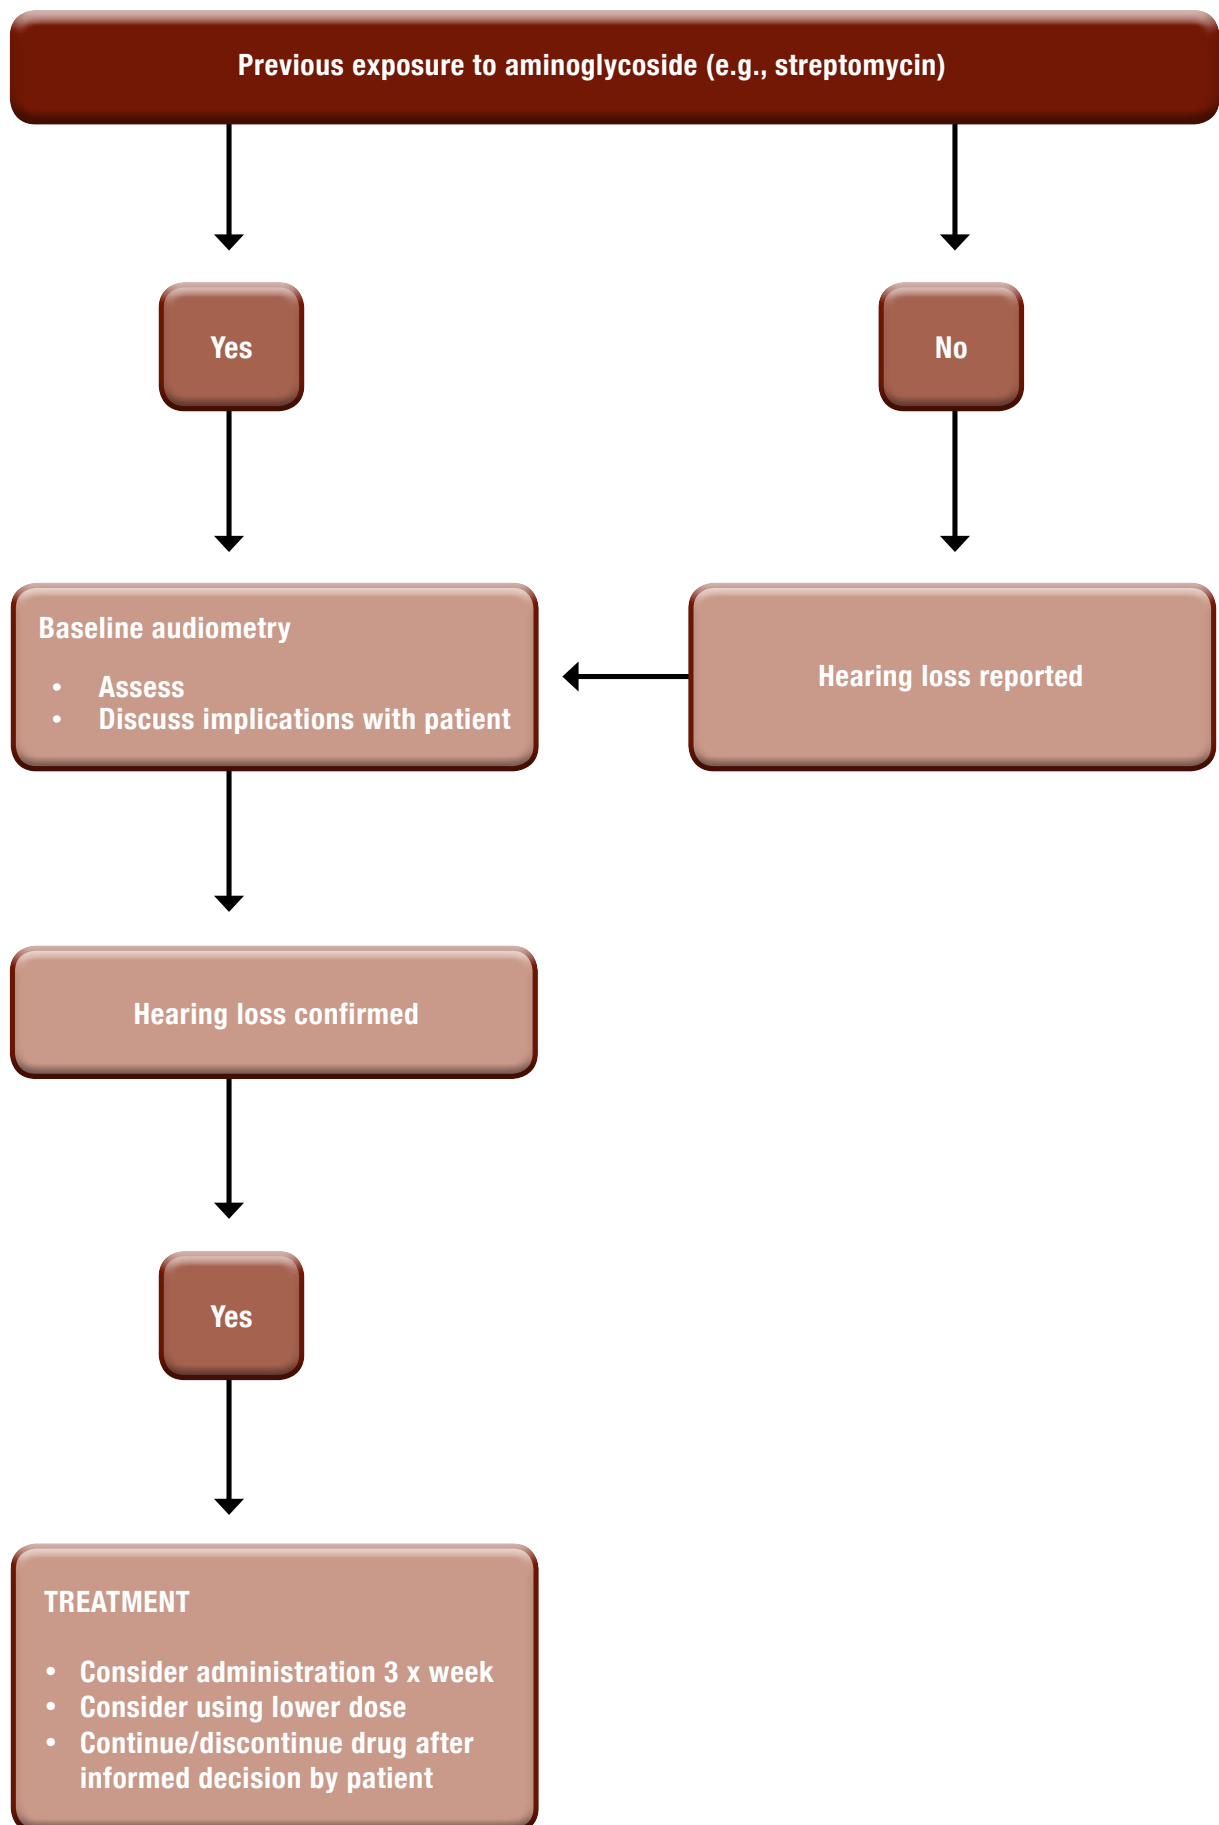 Previous exposure to aminoglycoside (e.g., streptomycin)
Yes
No
Baseline audiometry
• Assess
• Discuss implications with patient
Hearing loss reported
Hearing loss confirmed
Yes
TREATMENT
• Consider administration 3 x week
• Consider using lower dose
• Continue/discontinue drug after
informed decision by patient